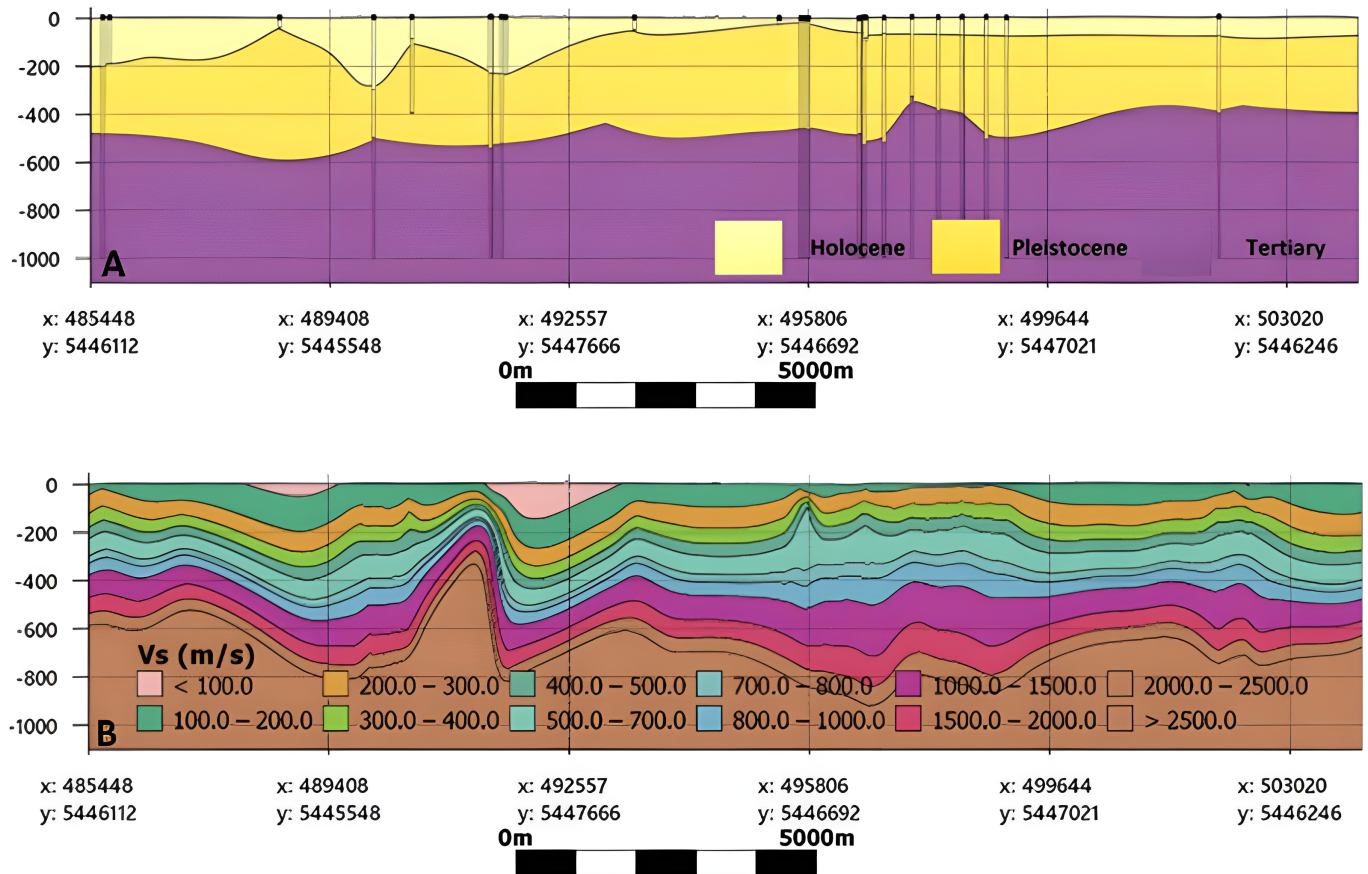 0
-200
-400
-600
-800
-1000
A
Holocene Pleistocene Tertiary
x: 485448 x: 489408 x: 492557 x: 495806 x: 499644 x: 503020
y: 5446112 y: 5445548 y: 5447666 y: 5446692 y: 5447021 y: 5446246
0m 5000m
0
-200
-400
-600
-800
-1000
Vs (m/s)
< 100.0 200.0 – 300.0 400.0 – 500.0 700.0 – 800.0 1000.0 – 1500.0 2000.0 – 2500.0
100.0 – 200.0 300.0 – 400.0 500.0 – 700.0 800.0 – 1000.0 1500.0 – 2000.0 > 2500.0
B
x: 485448 x: 489408 x: 492557 x: 495806 x: 499644 x: 503020
y: 5446112 y: 5445548 y: 5447666 y: 5446692 y: 5447021 y: 5446246
0m 5000m